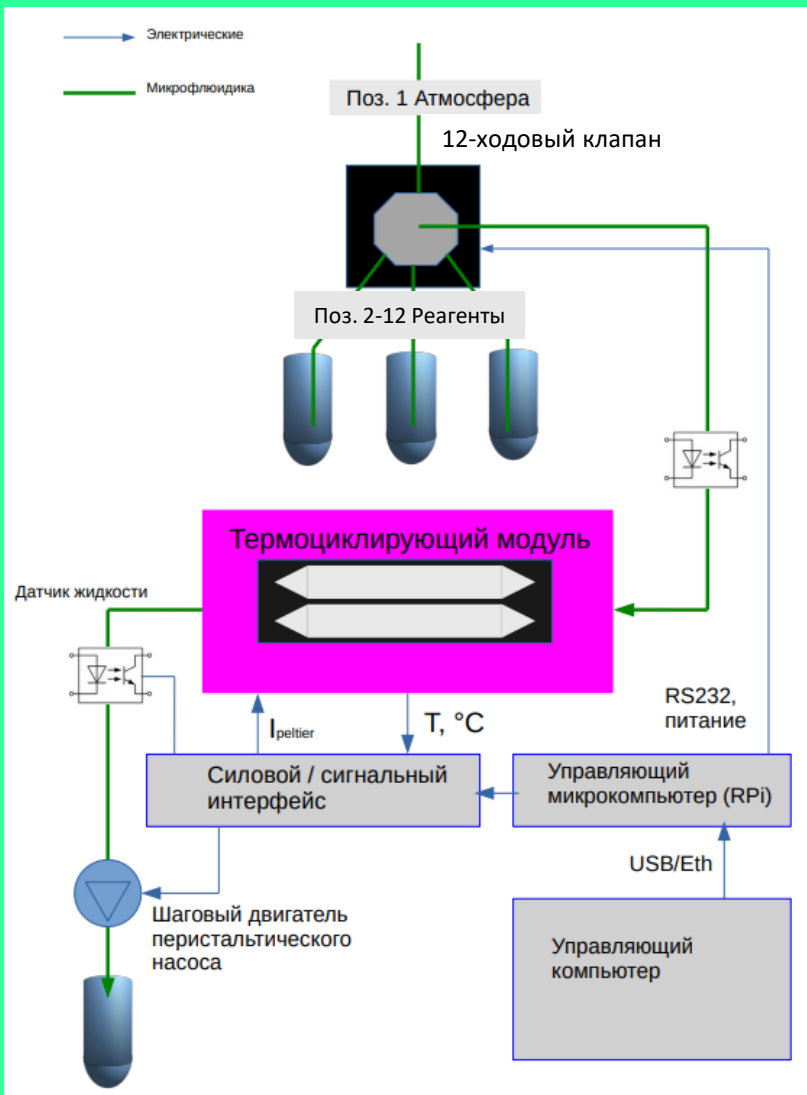 Электрические
Микрофлюидика
Поз. 1 Атмосфера
12-ходовый клапан
Поз. 2-12 Реагенты
Термоциклирующий модуль
Датчик жидкости
I peltier
T, °C
RS232,
питание
Силовой / сигнальный
интерфейс
Управляющий
микрокомпьютер (RPi)
USB/Eth
Шаговый двигатель
перистальтического
насоса
Управляющий
компьютер